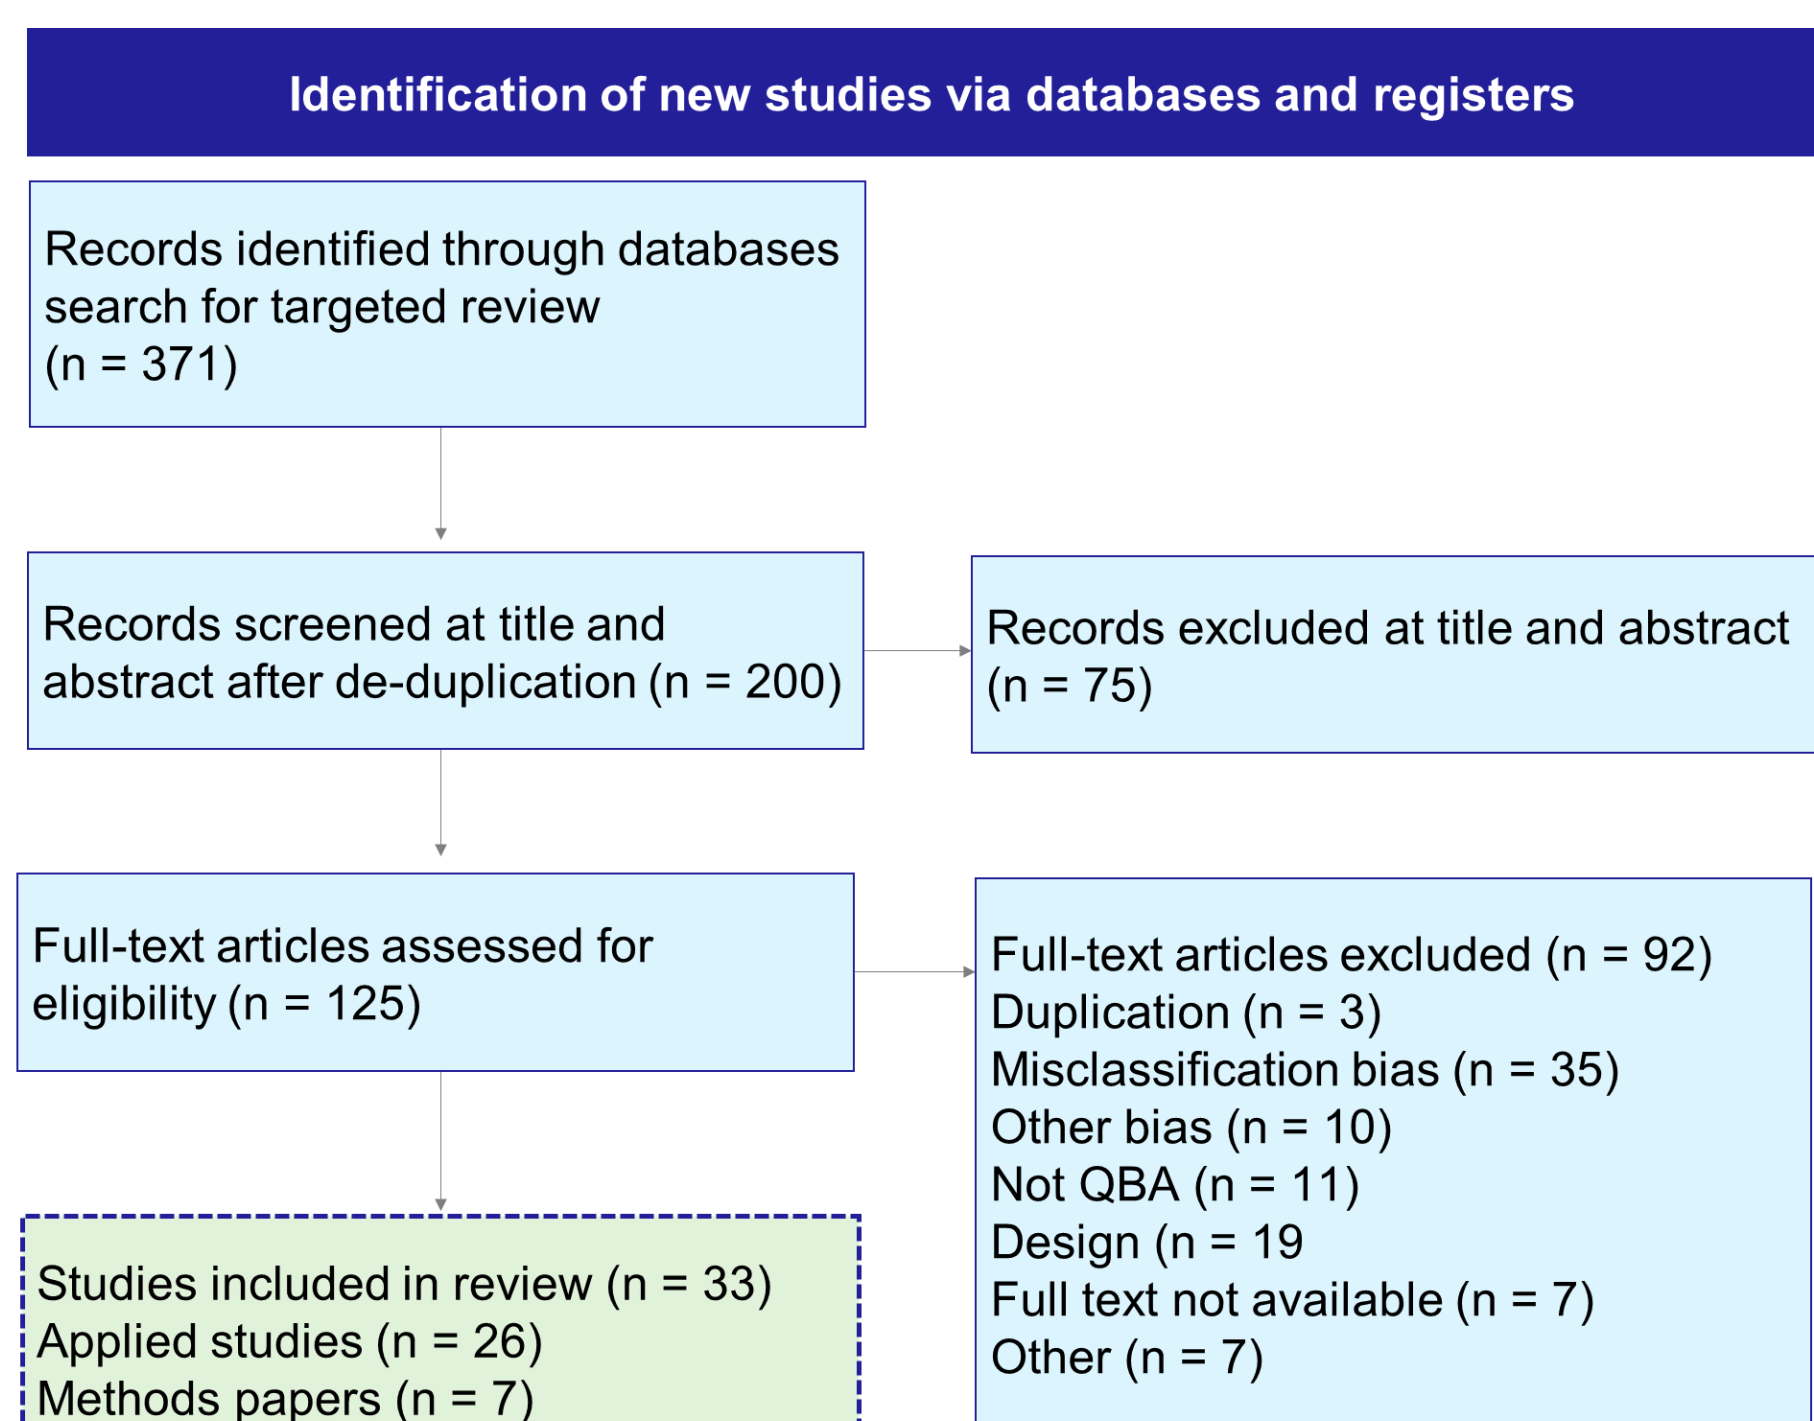 Identification of new studies via databases and registers
Records identified through databases
search for targeted review
(n = 371)
Records screened at title and
abstract after de-duplication (n = 200)
Records excluded at title and abstract
(n = 75)
Full-text articles assessed for
eligibility (n = 125)
Full-text articles excluded (n = 92)
Duplication (n = 3)
Misclassification bias (n = 35)
Other bias (n = 10)
Not QBA (n = 11)
Design (n = 19
Full text not available (n = 7)
Other (n = 7)
Studies included in review (n = 33)
Applied studies (n = 26)
Methods papers (n = 7)